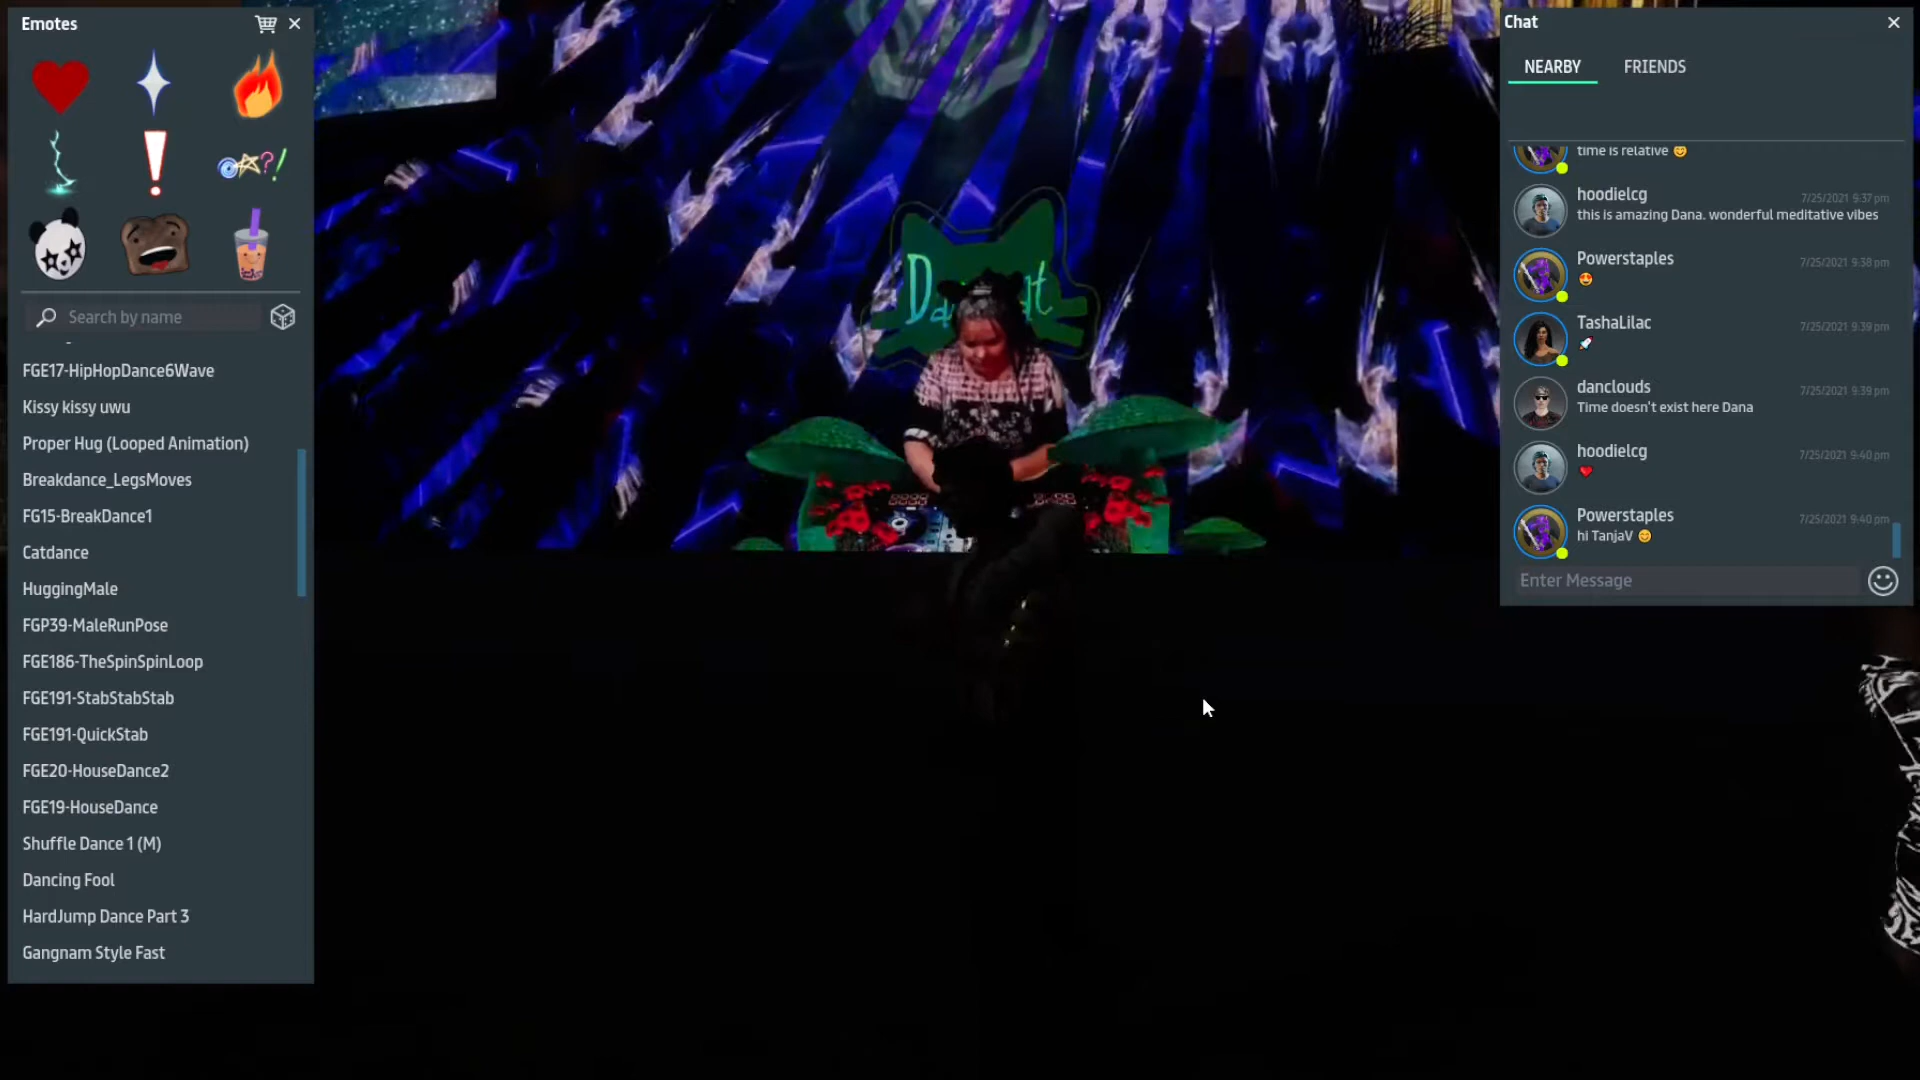 Emotes
Search by name
FGE17-HipHopDance6Wave
Kissy kissy uwu
Proper Hug (Looped Animation)
Breakdance_LegsMoves
FG15-BreakDance1
Catdance
HuggingMale
FGP39-MaleRunPose
FGE186-TheSpinSpinLoop
FGE191-StabStabStab
FGE191-QuickStab
FGE20-HouseDance2
FGE19-HouseDance
Shuffle Dance 1 (M)
Dancing Fool
HardJump Dance Part 3
Gangnam Style Fast
Chat
NEARBY FRIENDS
time is relative 😊
hoodielcg 7/25/2021 9:37 pm
this is amazing Dana. wonderful meditative vibes
Powerstaples 7/25/2021 9:38 pm
😍
TashaLilac 7/25/2021 9:39 pm
🚀
danclouds 7/25/2021 9:39 pm
Time doesn't exist here Dana
hoodielcg 7/25/2021 9:40 pm
❤️
Powerstaples 7/25/2021 9:40 pm
hi TanjaV 😊
Enter Message